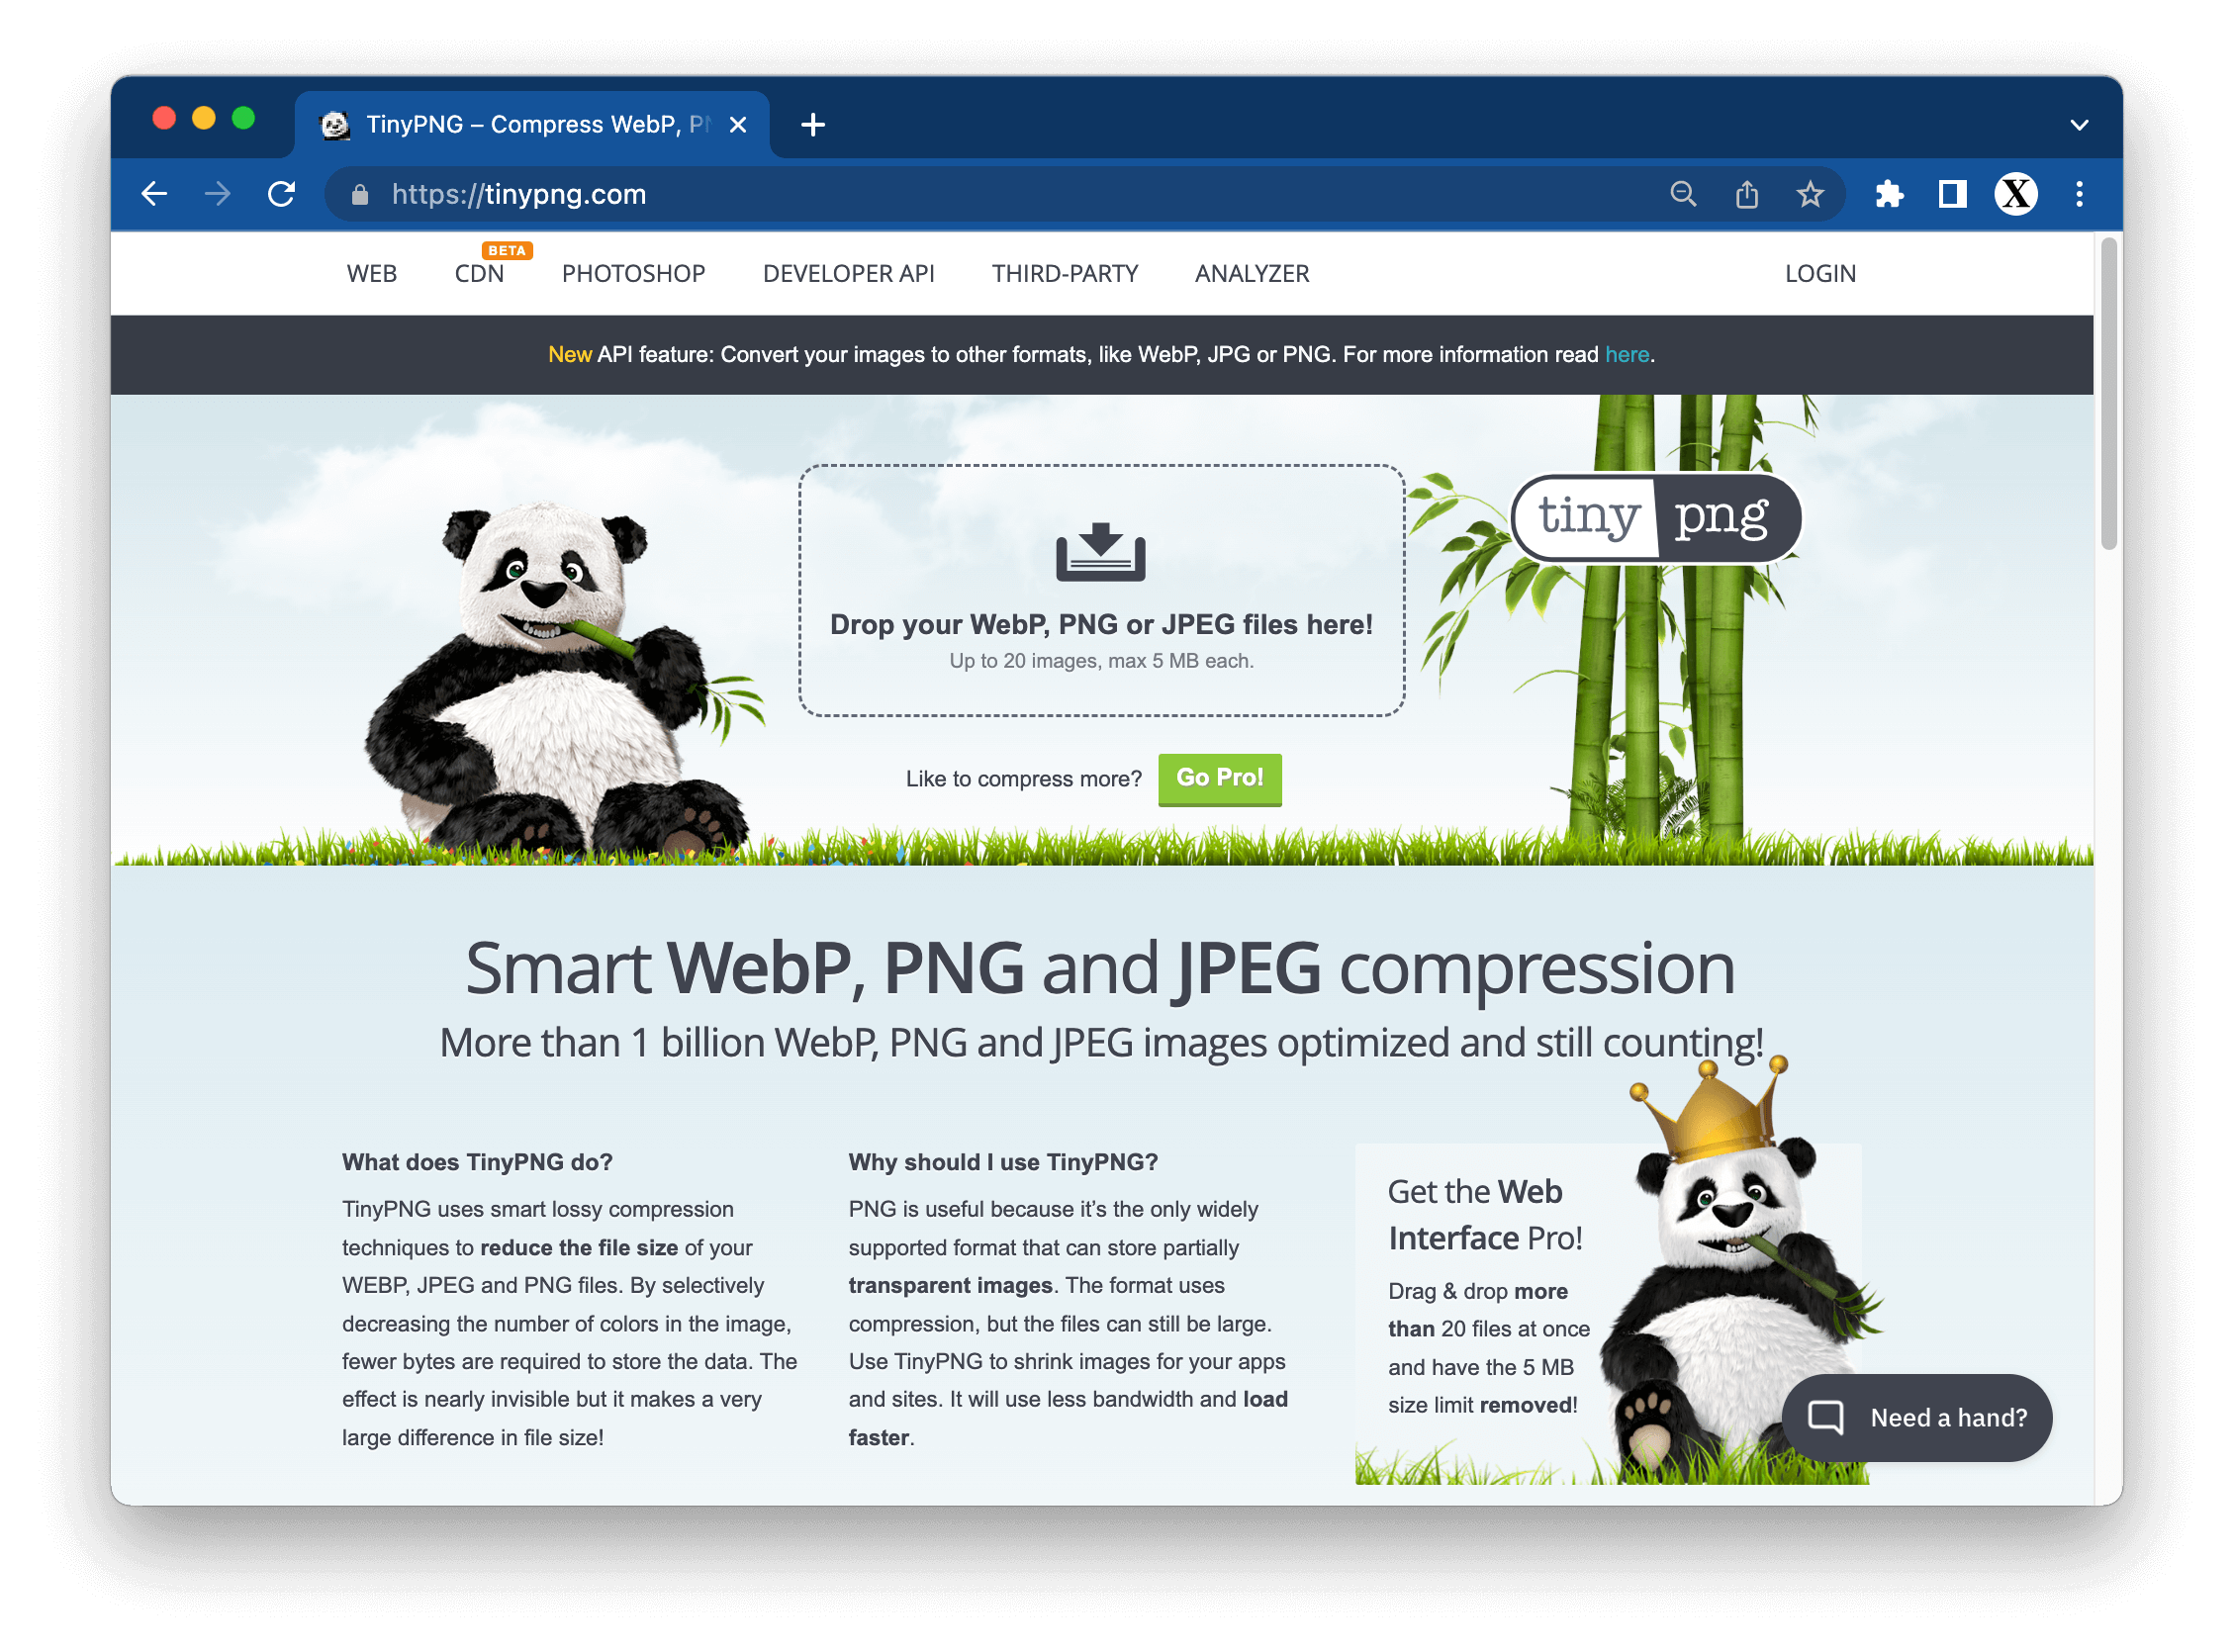 TinyPNG – Compress WebP, PN
https://tinypng.com
X
WEB
CDN
BETA
PHOTOSHOP
DEVELOPER API
THIRD-PARTY
ANALYZER
LOGIN
New API feature: Convert your images to other formats, like WebP, JPG or PNG. For more information read here.
tiny png
Drop your WebP, PNG or JPEG files here!
Up to 20 images, max 5 MB each.
Like to compress more?
Go Pro!
Smart WebP, PNG and JPEG compression
More than 1 billion WebP, PNG and JPEG images optimized and still counting!
What does TinyPNG do?
TinyPNG uses smart lossy compression
techniques to reduce the file size of your
WEBP, JPEG and PNG files. By selectively
decreasing the number of colors in the image,
fewer bytes are required to store the data. The
effect is nearly invisible but it makes a very
large difference in file size!
Why should I use TinyPNG?
PNG is useful because it’s the only widely
supported format that can store partially
transparent images. The format uses
compression, but the files can still be large.
Use TinyPNG to shrink images for your apps
and sites. It will use less bandwidth and load
faster.
Get the Web
Interface Pro!
Drag & drop more
than 20 files at once
and have the 5 MB
size limit removed!
Need a hand?